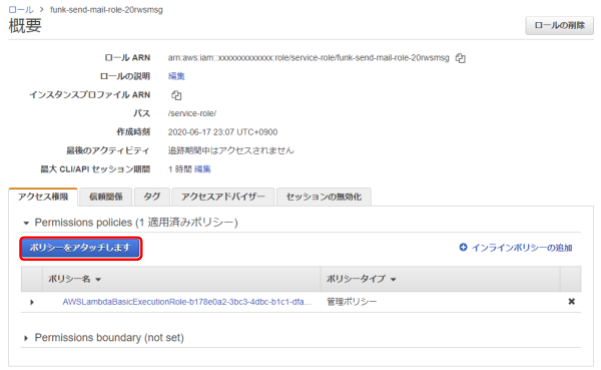 ロール > funk-send-mail-role-20rwsmsg
概要
ロールの削除
ロール ARN arn:aws:iam::xxxxxxxxxxxxx:role/service-role/funk-send-mail-role-20rwsmsg
ロールの説明 編集
インスタンスプロファイル ARN
パス /service-role/
作成時刻 2020-06-17 23:07 UTC+0900
最後のアクティビティ 追跡期間中はアクセスされません
最大 CLI/API セッション期間 1 時間 編集
アクセス権限 信頼関係 タグ アクセスアドバイザー セッションの無効化
Permissions policies (1 適用済みポリシー)
ポリシーをアタッチします インラインポリシーの追加
ポリシー名 ポリシータイプ
AWSLambdaBasicExecutionRole-b178e0a2-3bc3-4dbc-b1c1-dfa... 管理ポリシー
Permissions boundary (not set)